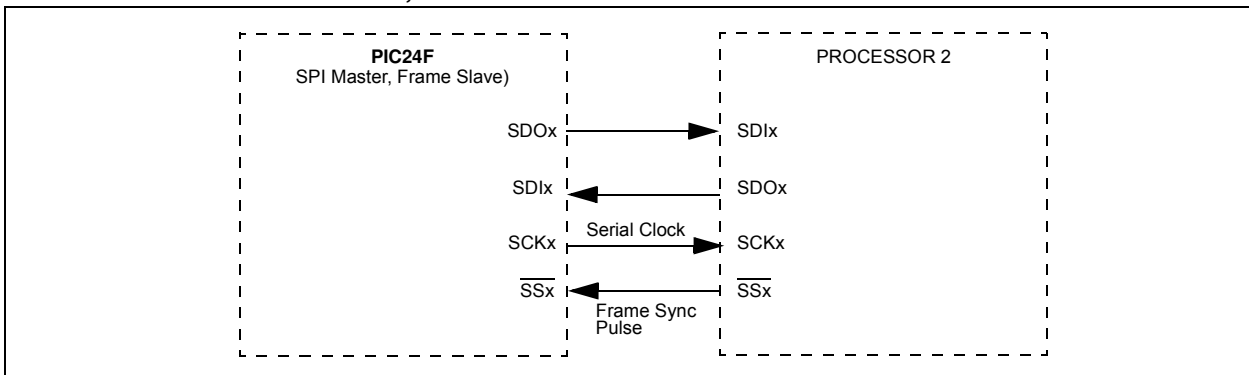 PIC24F
SPI Master, Frame Slave)
PROCESSOR 2
SDOx
SDIx
SDIx
SDOx
SCKx
Serial Clock
SCKx
SSx
Frame Sync
Pulse
SSx